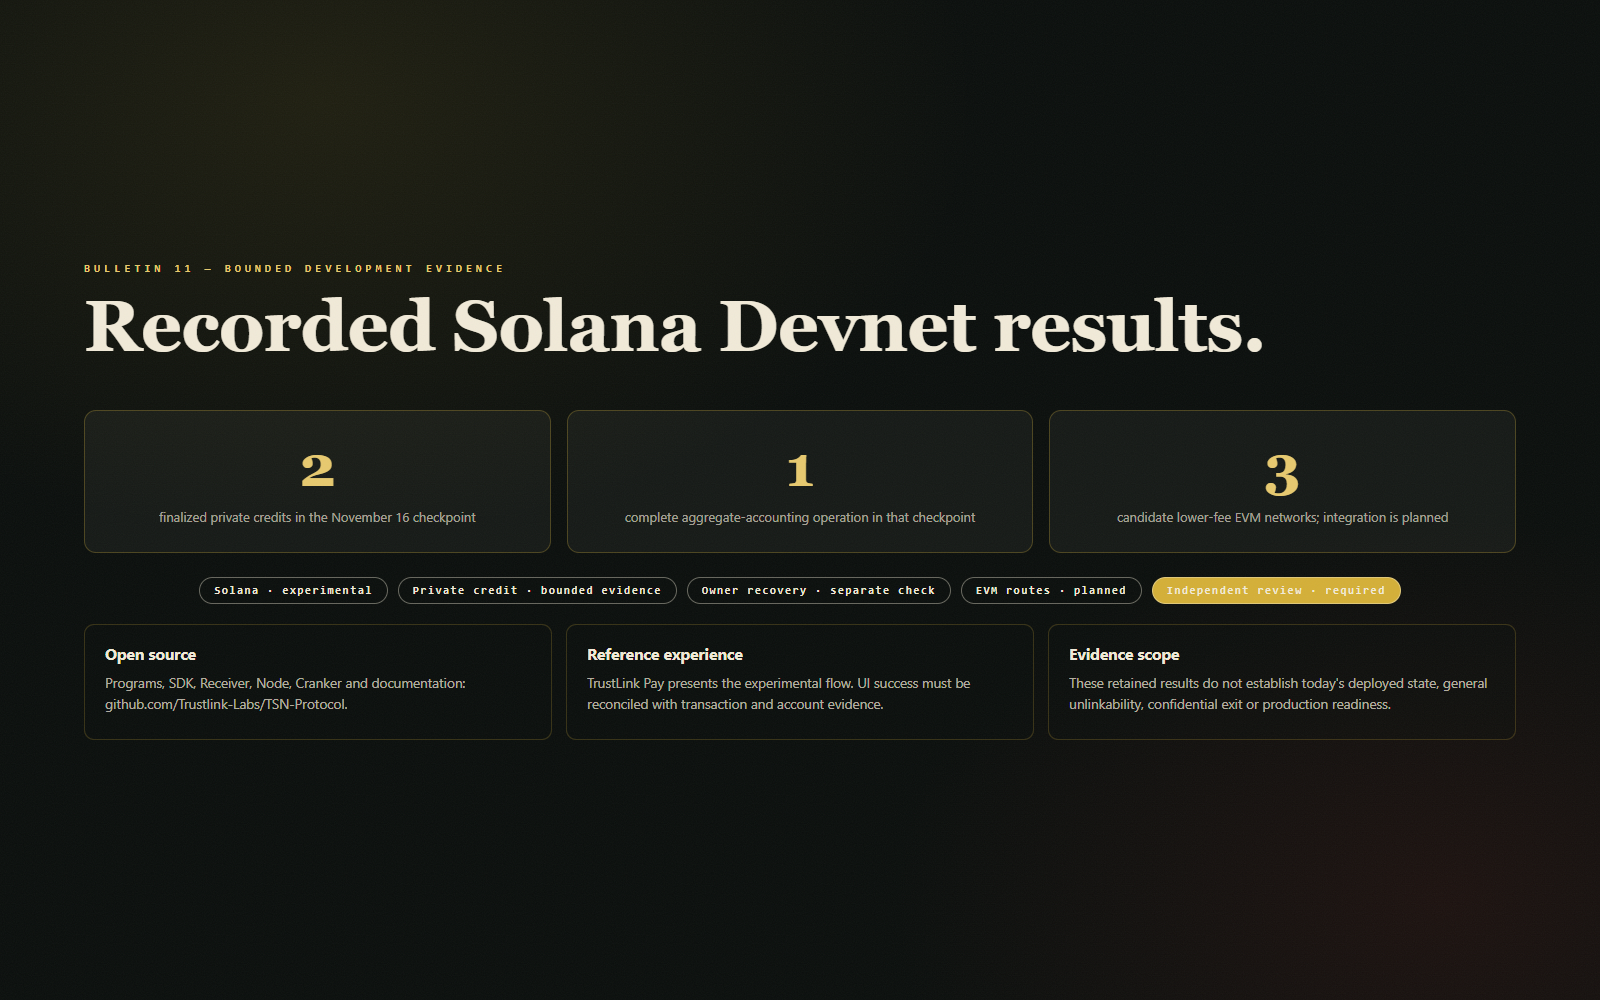 BULLETIN 11 — BOUNDED DEVELOPMENT EVIDENCE
Recorded Solana Devnet results.
2
finalized private credits in the November 16 checkpoint
1
complete aggregate-accounting operation in that checkpoint
3
candidate lower-fee EVM networks; integration is planned
Solana · experimental
Private credit · bounded evidence
Owner recovery · separate check
EVM routes · planned
Independent review · required
Open source
Programs, SDK, Receiver, Node, Cranker and documentation:
github.com/Trustlink-Labs/TSN-Protocol.
Reference experience
TrustLink Pay presents the experimental flow. UI success must be
reconciled with transaction and account evidence.
Evidence scope
These retained results do not establish today's deployed state, general
unlinkability, confidential exit or production readiness.